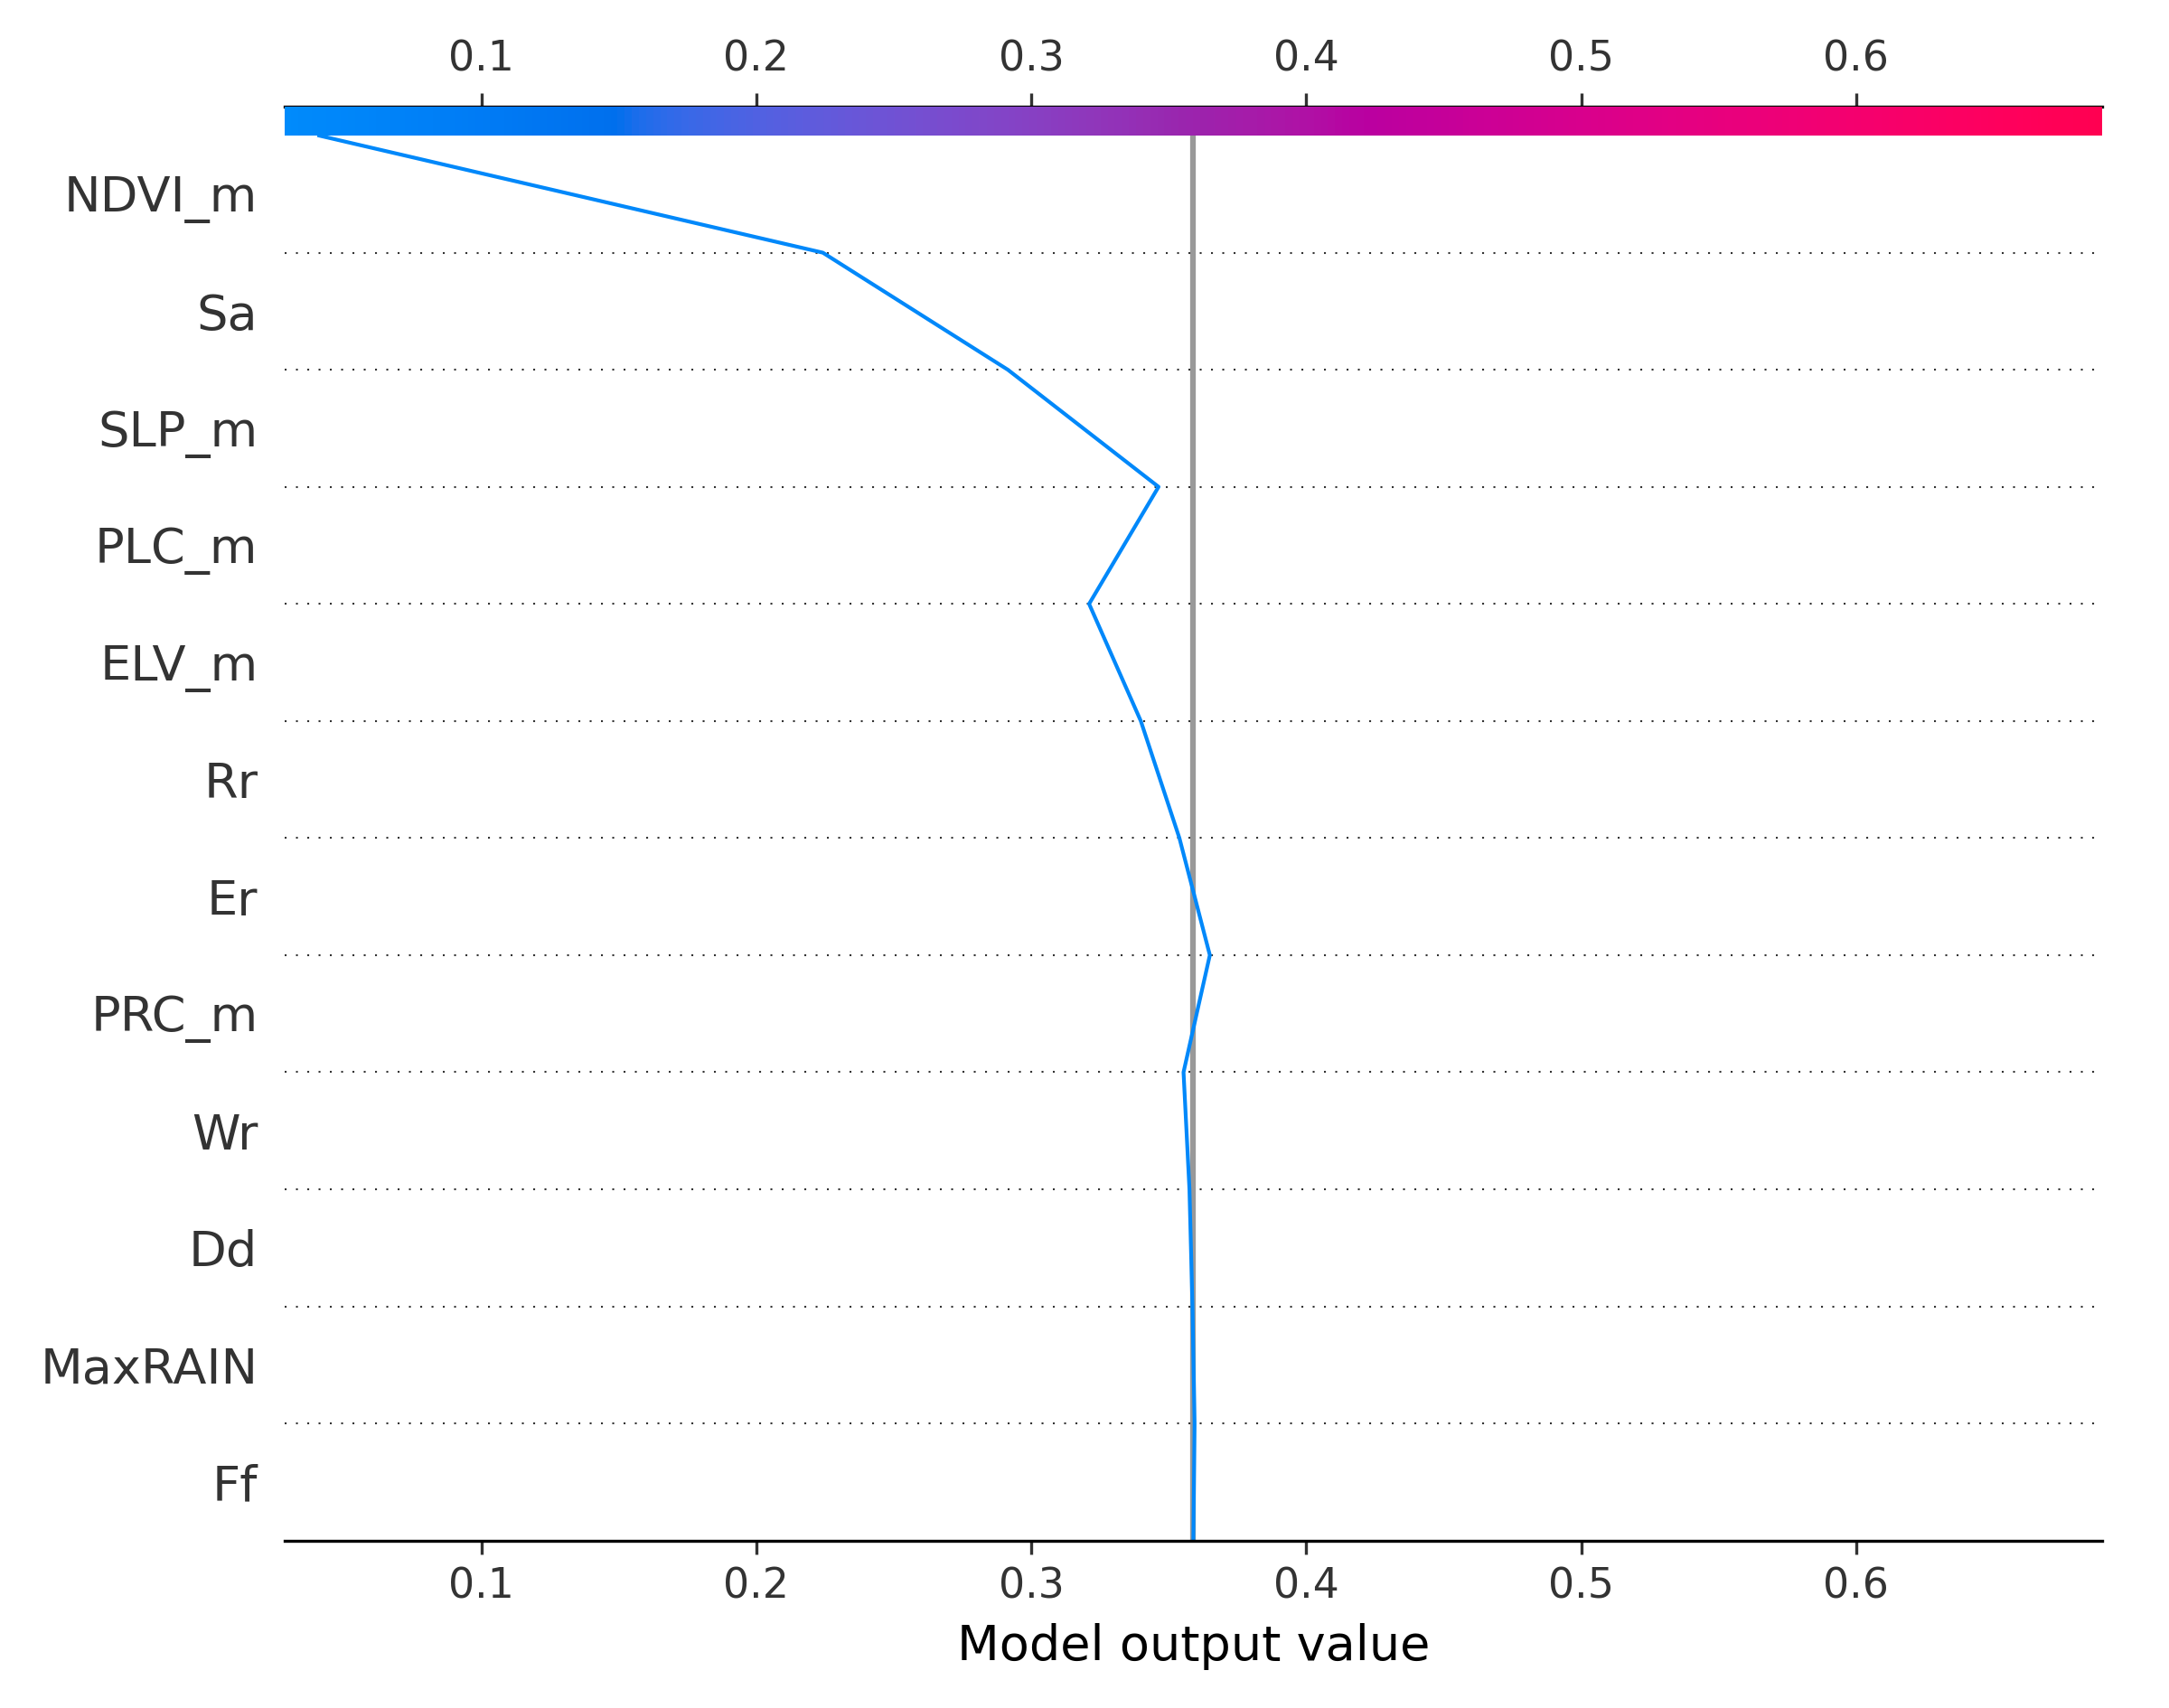 0.1 0.2 0.3 0.4 0.5 0.6
NDVI_m
Sa
SLP_m
PLC_m
ELV_m
Rr
Er
PRC_m
Wr
Dd
MaxRAIN
Ff
0.1 0.2 0.3 0.4 0.5 0.6
Model output value